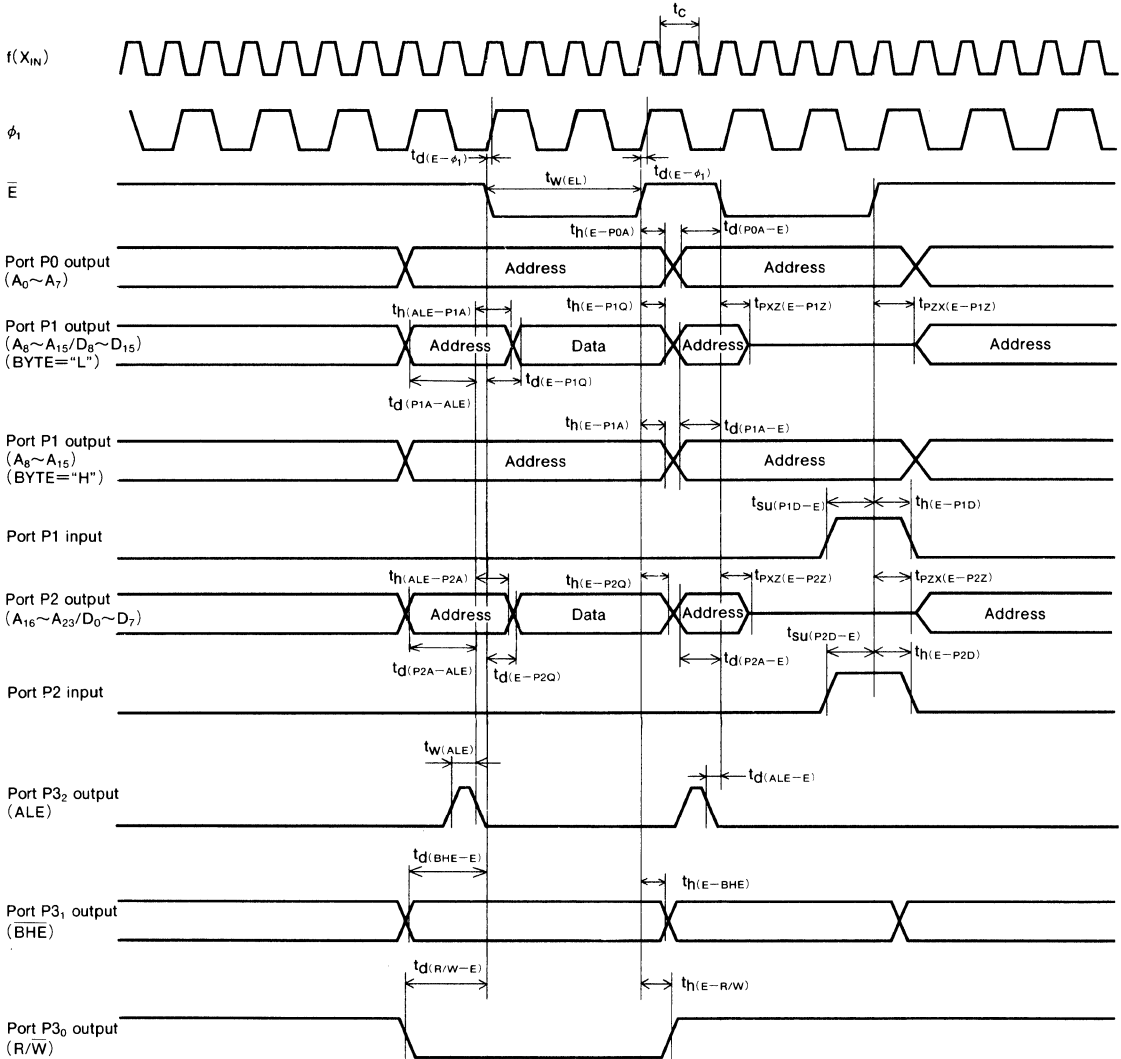 tc
f(XIN)
ϕ1
td(E−ϕ1)
tw(EL)
td(E−ϕ1)
E̅
th(E−P0A)
td(P0A−E)
Port P0 output
(A0~A7)
Address
Address
th(ALE−P1A)
th(E−P1Q)
tPXZ(E−P1Z)
tPZX(E−P1Z)
Port P1 output
(A8~A15/D8~D15)
(BYTE="L")
Address
Data
Address
Address
td(P1A−ALE)
td(E−P1Q)
th(E−P1A)
td(P1A−E)
Port P1 output
(A8~A15)
(BYTE="H")
Address
Address
tsu(P1D−E)
th(E−P1D)
Port P1 input
th(ALE−P2A)
th(E−P2Q)
tPXZ(E−P2Z)
tPZX(E−P2Z)
Port P2 output
(A16~A23/D0~D7)
Address
Data
Address
Address
tsu(P2D−E)
th(E−P2D)
td(P2A−ALE)
td(E−P2Q)
td(P2A−E)
Port P2 input
tw(ALE)
td(ALE−E)
Port P32 output
(ALE)
td(BHE−E)
th(E−BHE)
Port P31 output
(B̅H̅E̅)
td(R/W−E)
th(E−R/W)
Port P30 output
(R/W̅)